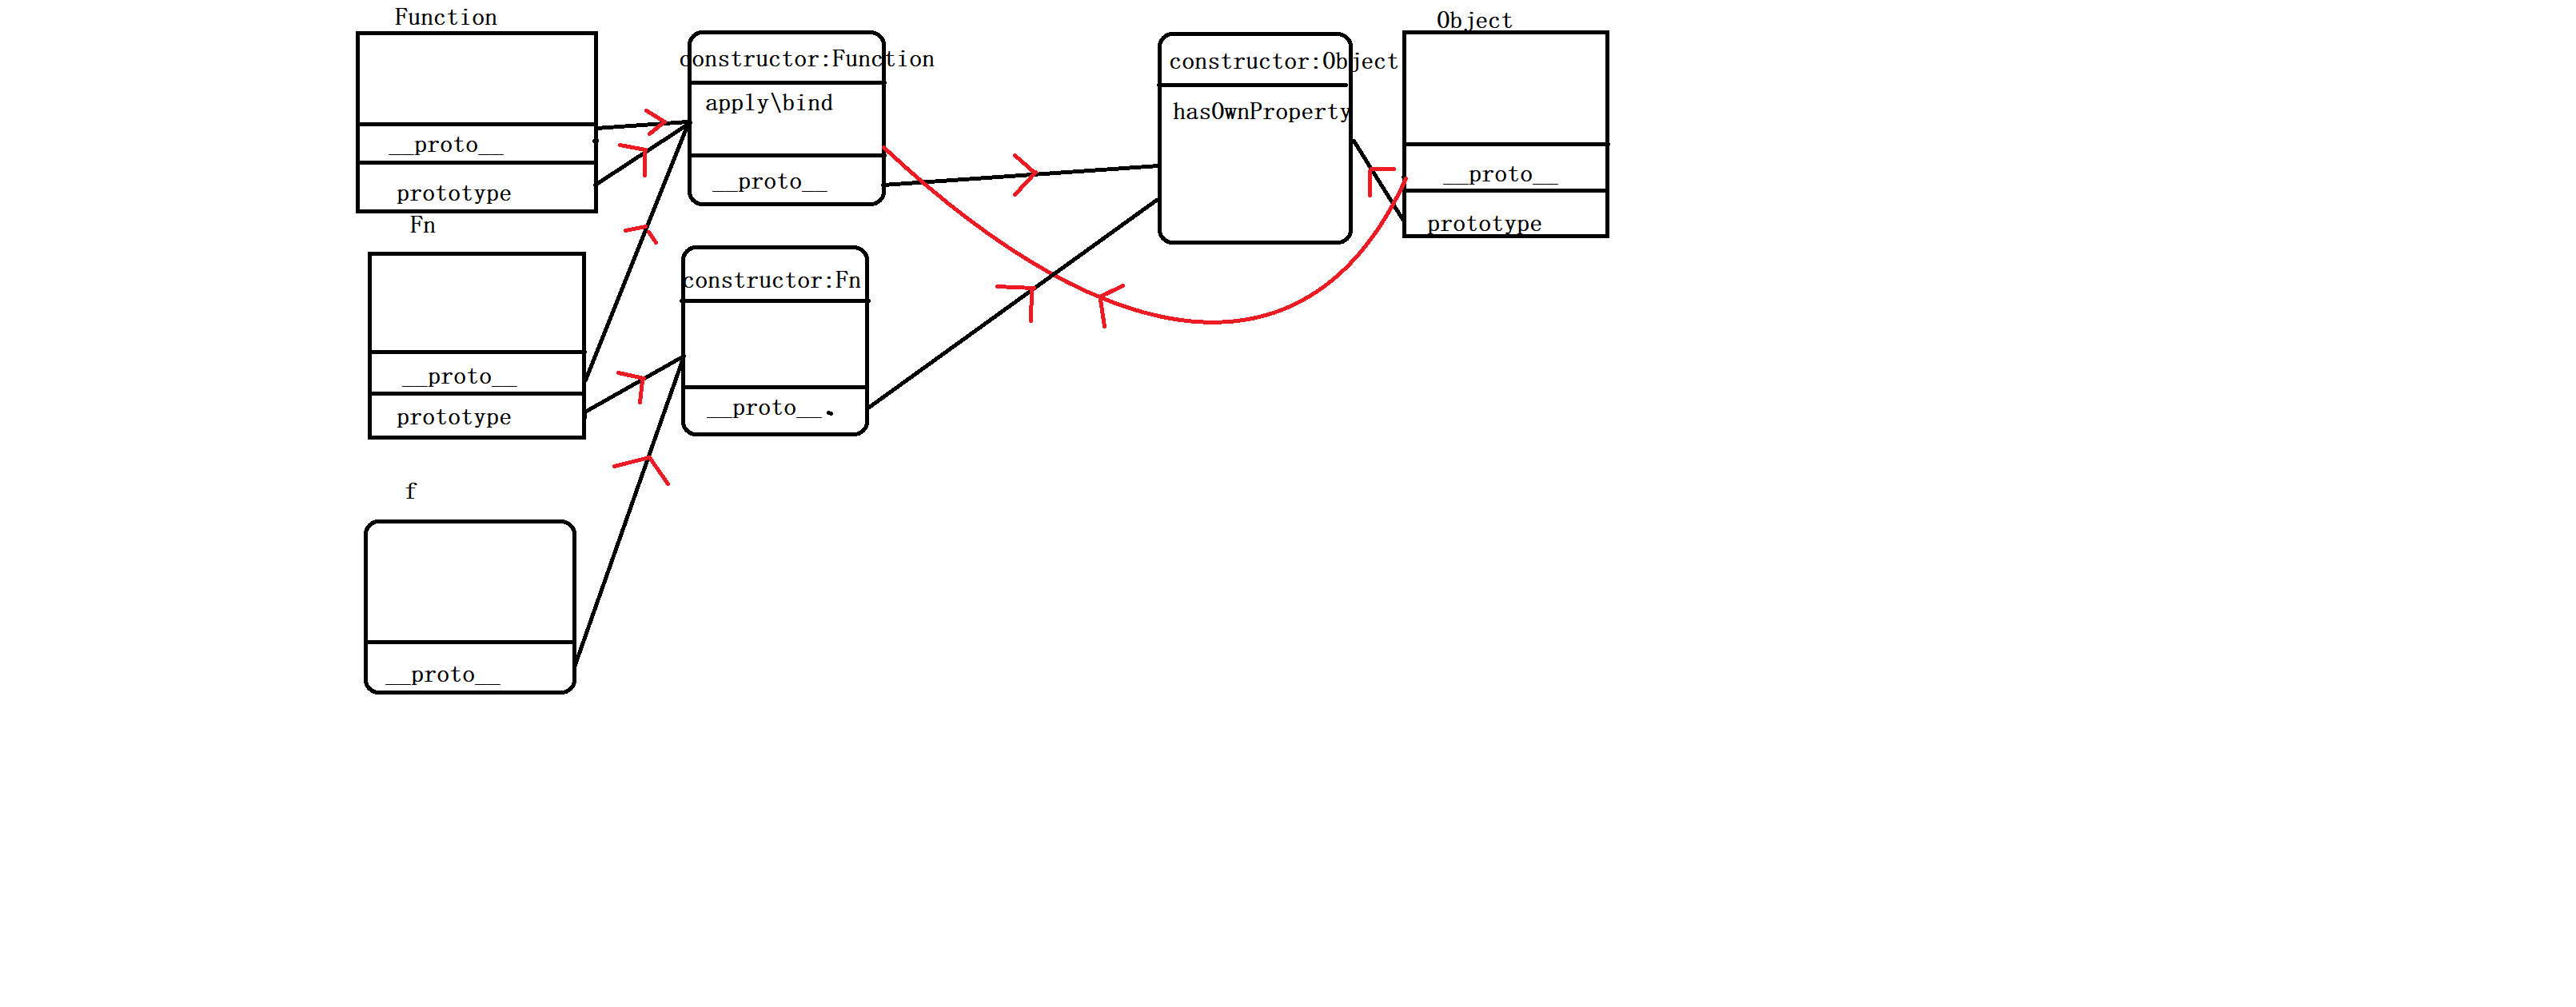 Function
__proto__
prototype
constructor:Function
apply\bind
__proto__
constructor:Object
hasOwnProperty
Object
__proto__
prototype
Fn
__proto__
prototype
constructor:Fn
__proto__.
f
__proto__